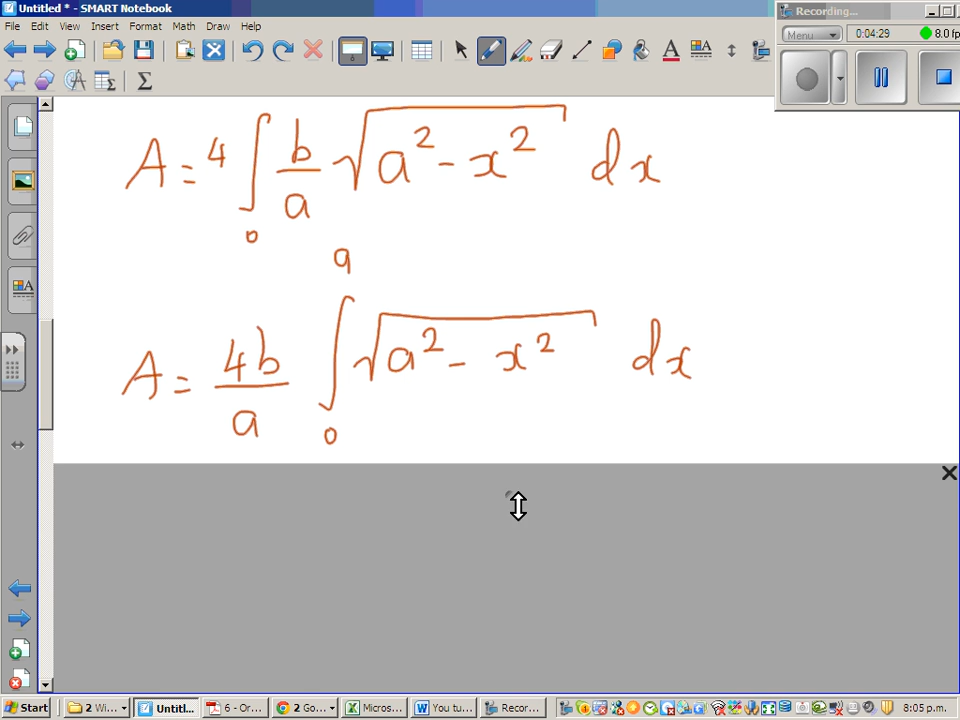 Untitled * - SMART Notebook
File Edit View Insert Format Math Draw Help
Recording...
Menu 0:04:29 8.0 fp
A = 4 ∫₀ b/a √(a² - x²) dx
A = 4b/a ∫₀ᵃ √(a² - x²) dx
Start 2 Wi... Untitl... 6 - Or... 2 Go... Micros... You tu... Recor... 8:05 p.m.